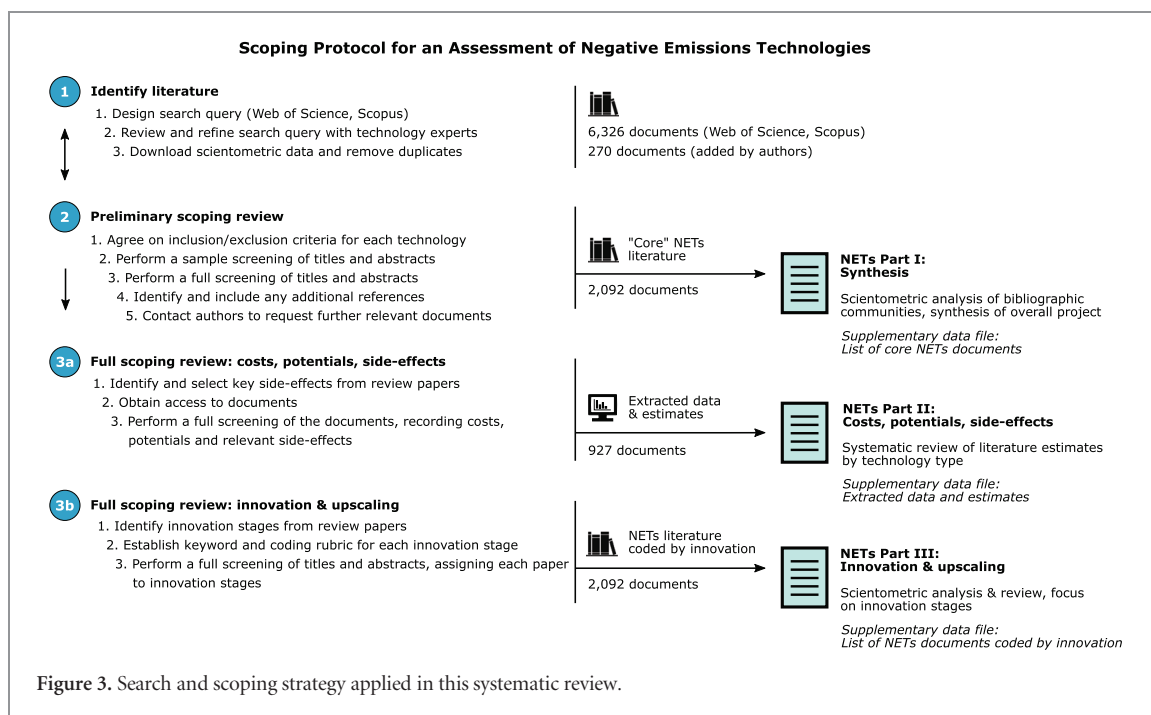 Scoping Protocol for an Assessment of Negative Emissions Technologies
1
Identify literature
1. Design search query (Web of Science, Scopus)
2. Review and refine search query with technology experts
3. Download scientometric data and remove duplicates
6,326 documents (Web of Science, Scopus)
270 documents (added by authors)
2
Preliminary scoping review
1. Agree on inclusion/exclusion criteria for each technology
2. Perform a sample screening of titles and abstracts
3. Perform a full screening of titles and abstracts
4. Identify and include any additional references
5. Contact authors to request further relevant documents
"Core" NETs
literature
2,092 documents
NETs Part I:
Synthesis
Scientometric analysis of bibliographic
communities, synthesis of overall project
Supplementary data file:
List of core NETs documents
3a
Full scoping review: costs, potentials, side-effects
1. Identify and select key side-effects from review papers
2. Obtain access to documents
3. Perform a full screening of the documents, recording costs,
potentials and relevant side-effects
Extracted data
& estimates
927 documents
NETs Part II:
Costs, potentials, side-effects
Systematic review of literature estimates
by technology type
Supplementary data file:
Extracted data and estimates
3b
Full scoping review: innovation & upscaling
1. Identify innovation stages from review papers
2. Establish keyword and coding rubric for each innovation stage
3. Perform a full screening of titles and abstracts, assigning each paper
to innovation stages
NETs literature
coded by innovation
2,092 documents
NETs Part III:
Innovation & upscaling
Scientometric analysis & review, focus
on innovation stages
Supplementary data file:
List of NETs documents coded by innovation
Figure 3. Search and scoping strategy applied in this systematic review.